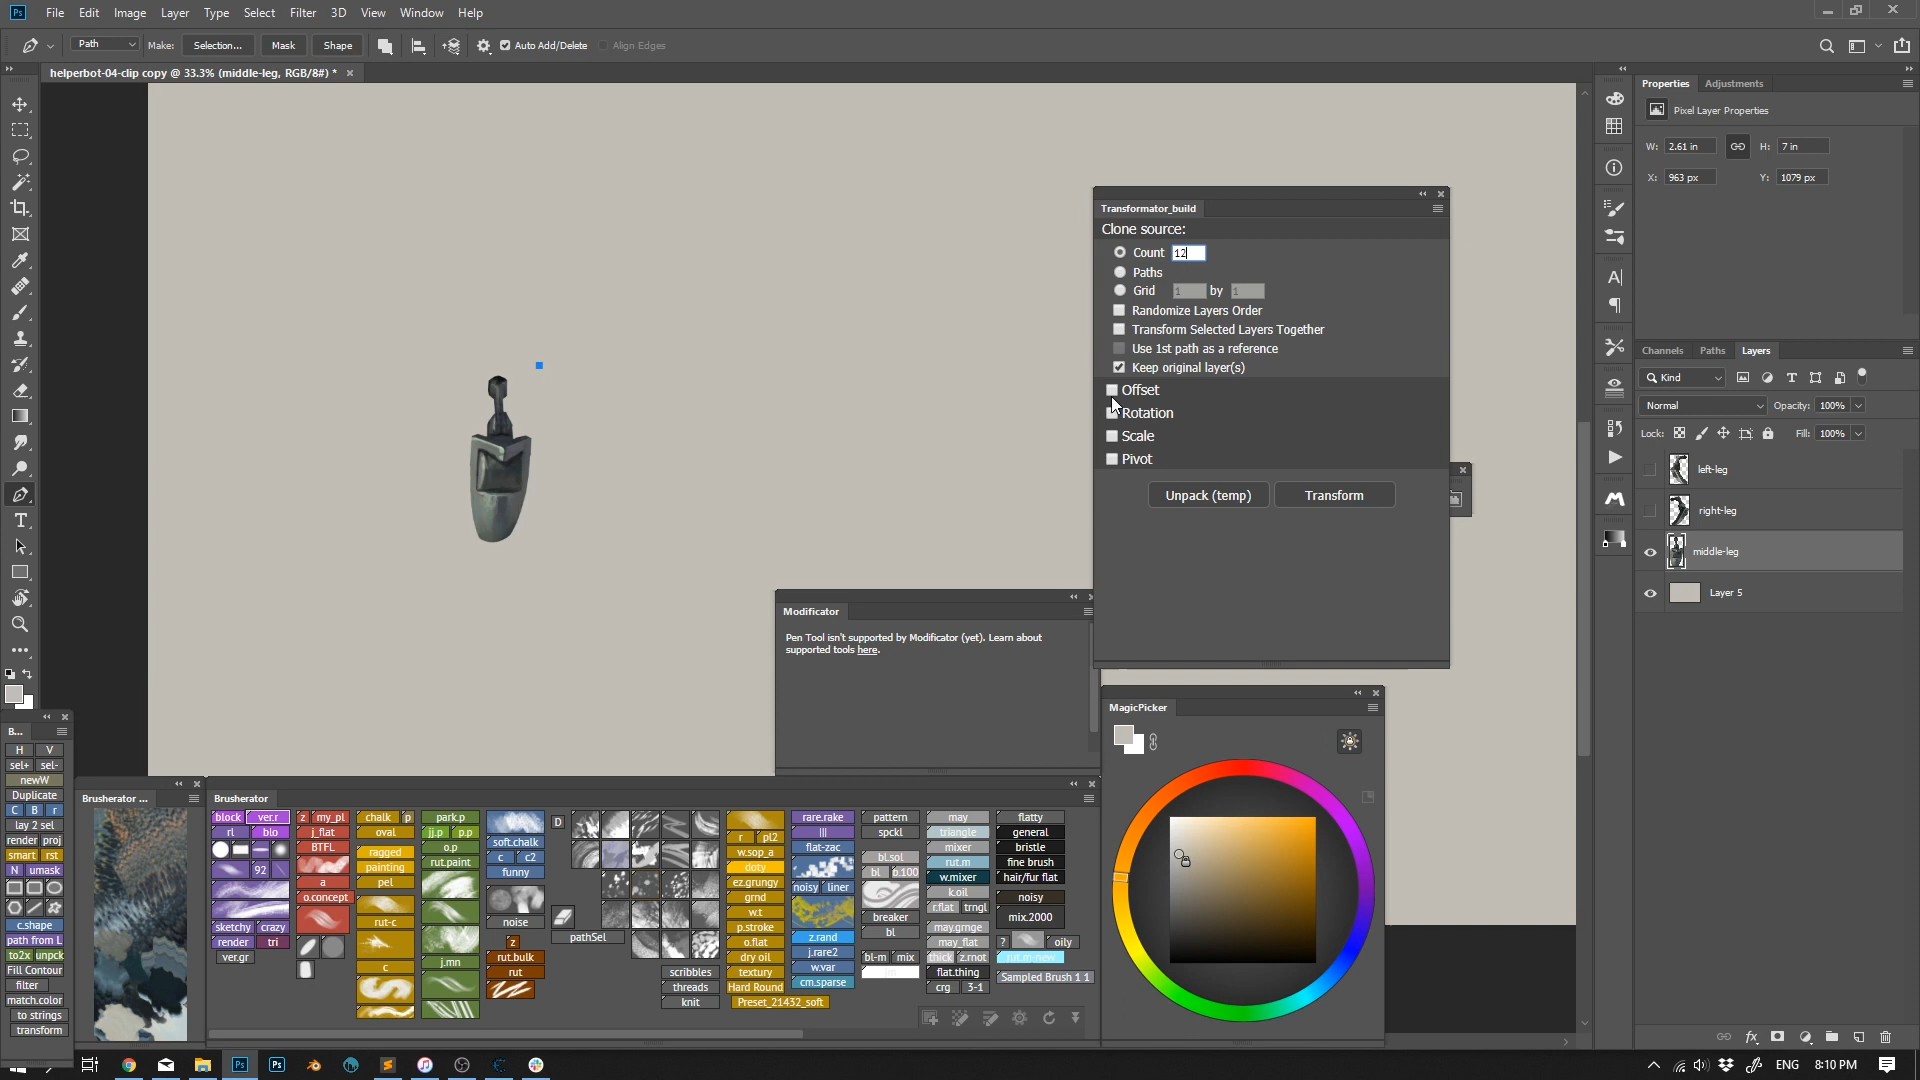 Ps File Edit Image Layer Type Select Filter 3D View Window Help
Path Make: Selection... Mask Shape Auto Add/Delete Align Edges
helperbot-04-clip copy @ 33.3% (middle-leg, RGB/8#) *
Properties Adjustments
Pixel Layer Properties
W: 2.61 in H: 7 in
X: 963 px Y: 1079 px
Transformator_build
Clone source:
Count 12
Paths
Grid 1 by 1
Randomize Layers Order
Transform Selected Layers Together
Use 1st path as a reference
Keep original layer(s)
Offset
Rotation
Scale
Pivot
Unpack (temp) Transform
Channels Paths Layers
Kind
Normal Opacity: 100%
Lock: Fill: 100%
left-leg
right-leg
middle-leg
Layer 5
Modificator
Pen Tool isn't supported by Modificator (yet). Learn about
supported tools here.
MagicPicker
B...
H V
sel+ sel-
newW
Duplicate
C B r
lay 2 sel
render proj
smart rst
N umask
c.shape
path from L
to2x unpck
Fill Contour
filter
match.color
to strings
transform
Brusherator ...
Brusherator
block ver.r
rl blo
92
sketchy crazy
render tri
ver.gr
z my_pl
j_flat
BTFL
a
o.concept
chalk p
oval
ragged
painting
pel
rut-c
c
park.p
jj.p p.p
o.p
rut.paint
j.mn
soft.chalk
c c2
funny
noise
z
rut.bulk
rut
D
pathSel
scribbles
threads
knit
r pl2
w.sop_a
doty
ez.grungy
grnd
w.t
p.stroke
o.flat
dry oil
textury
Hard Round
Preset_21432_soft
rare.rake
|||
flat-zac
noisy liner
z.rand
j.rare2
w.var
cm.sparse
pattern
spckl
bl.sol
bl p.100
breaker
bl
bl-m mix
may
triangle
mixer
rut.m
w.mixer
k.oil
r.flat trngl
may.grnge
may_flat
thick z.rnot
flat.thing
crg 3-1
flatty
general
bristle
fine brush
hair/fur flat
noisy
mix.2000
? oily
rut.m-new
Sampled Brush 1 1
ENG 8:10 PM